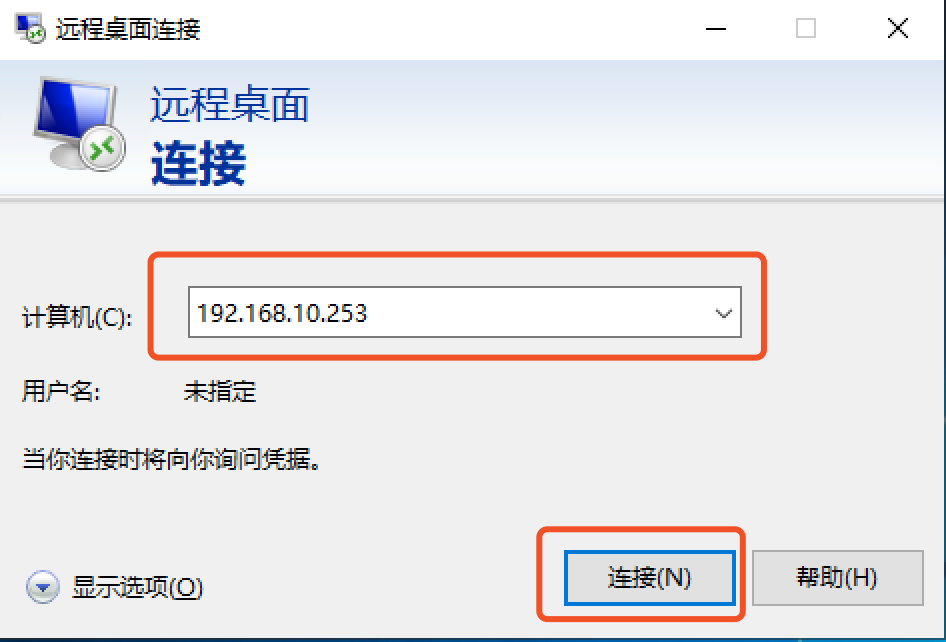 远程桌面连接
远程桌面
连接
计算机(C):
192.168.10.253
用户名:
未指定
当你连接时将向你询问凭据。
显示选项(O)
连接(N)
帮助(H)